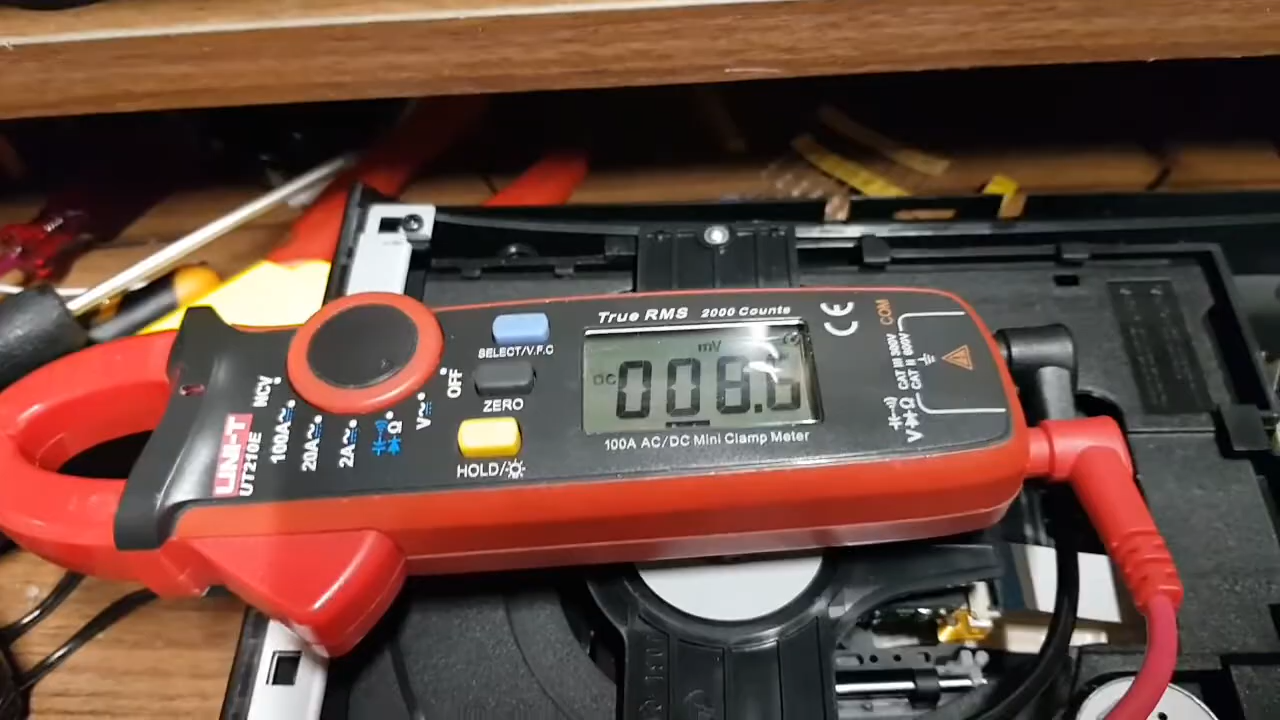 True RMS 2000 Counts
SELECT/V.F.C
OFF
ZERO
HOLD/
mV
DC
008.6
100A AC/DC Mini Clamp Meter
CE
COM
CAT III 300V
CAT II 600V
VΩ
NCV
100A
20A
2A
Ω
V
UNI-T
UT210E